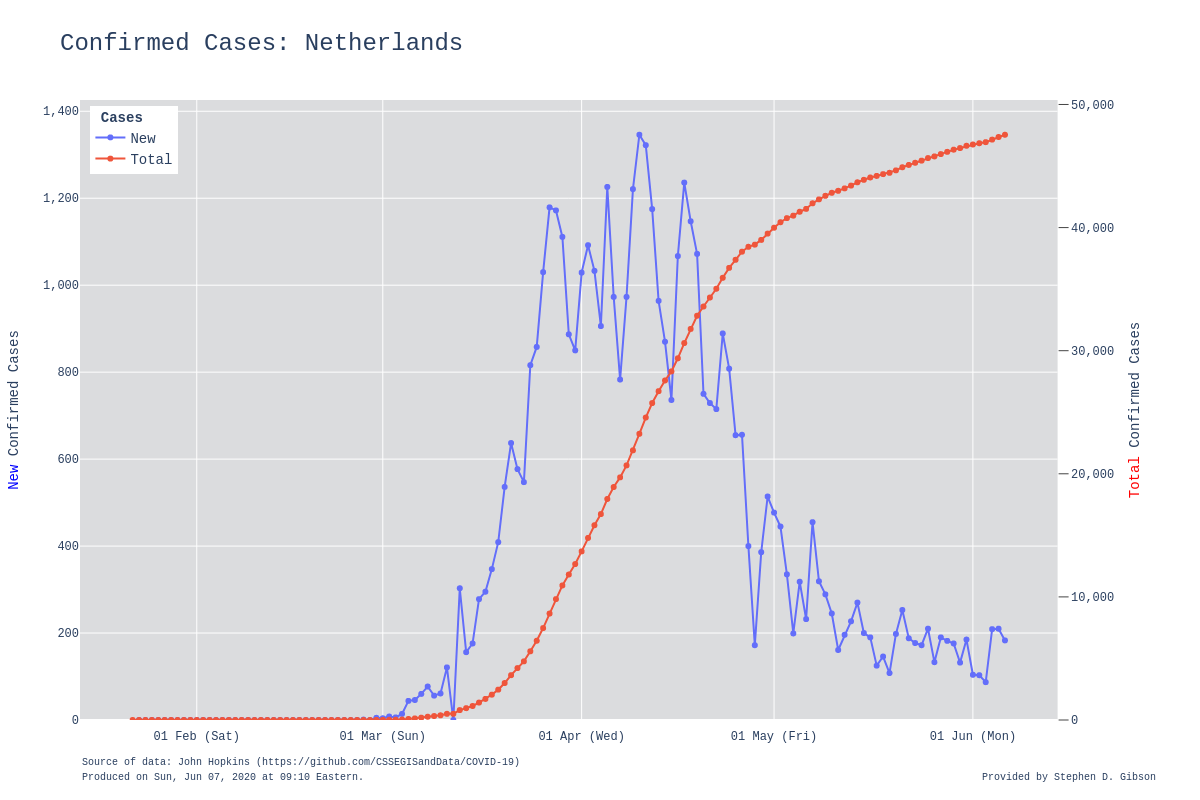 Confirmed Cases: Netherlands
Cases
New
Total
1,400
1,200
1,000
800
600
400
200
0
50,000
40,000
30,000
20,000
10,000
0
New Confirmed Cases
Total Confirmed Cases
01 Feb (Sat)
01 Mar (Sun)
01 Apr (Wed)
01 May (Fri)
01 Jun (Mon)
Source of data: John Hopkins (https://github.com/CSSEGISandData/COVID-19)
Produced on Sun, Jun 07, 2020 at 09:10 Eastern.
Provided by Stephen D. Gibson